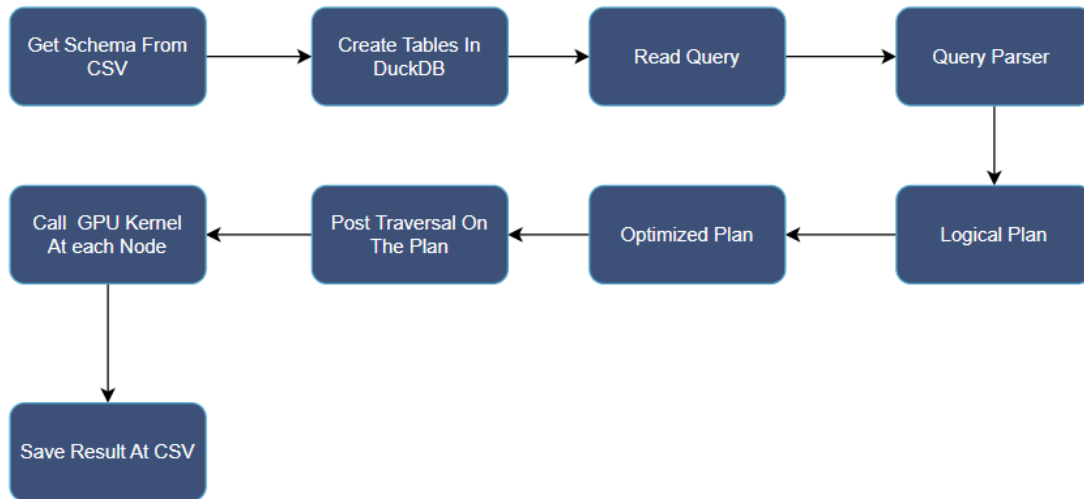 Get Schema From
CSV
Create Tables In
DuckDB
Read Query
Query Parser
Call  GPU Kernel
At each Node
Post Traversal On
The Plan
Optimized Plan
Logical Plan
Save Result At CSV